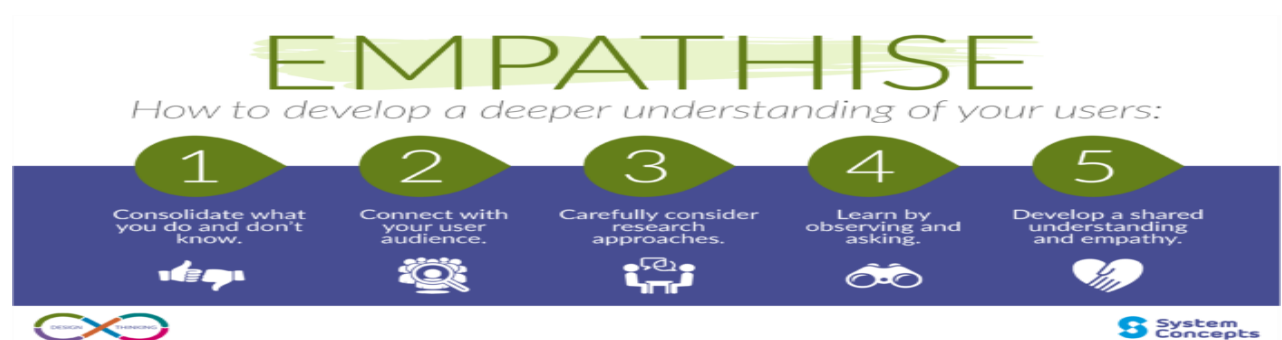 EMPATHISE
How to develop a deeper understanding of your users:
1
Consolidate what
you do and don't
know.
2
Connect with
your user
audience.
3
Carefully consider
research
approaches.
4
Learn by
observing and
asking.
5
Develop a shared
understanding
and empathy.
DESIGN THINKING
System
Concepts